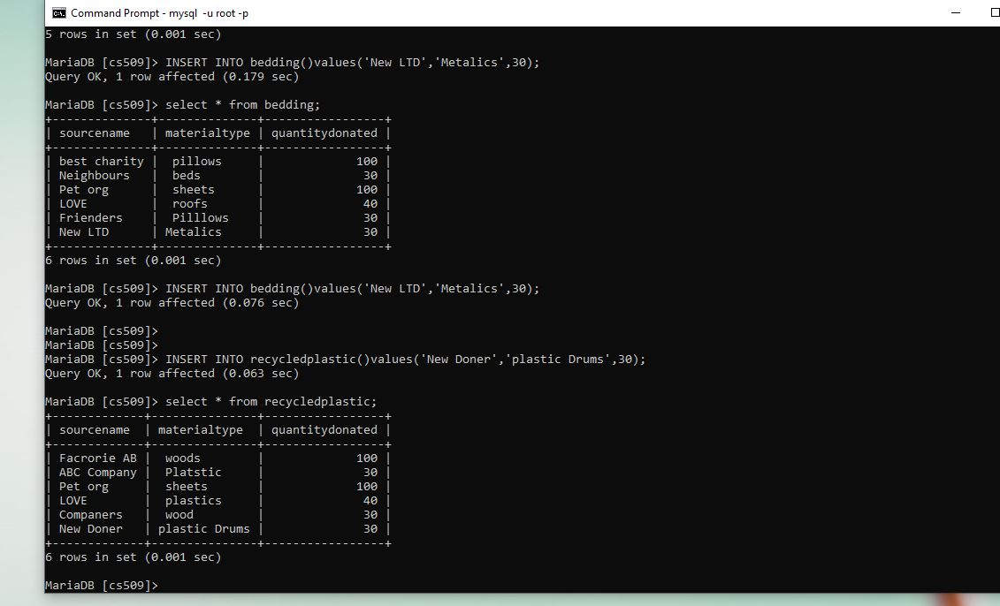 Command Prompt - mysql  -u root -p
5 rows in set (0.001 sec)
MariaDB [cs509]> INSERT INTO bedding()values('New LTD','Metalics',30);
Query OK, 1 row affected (0.179 sec)
MariaDB [cs509]> select * from bedding;
+--------------+--------------+-----------------+
| sourcename   | materialtype | quantitydonated |
+--------------+--------------+-----------------+
| best charity |  pillows     |             100 |
| Neighbours   |  beds        |              30 |
| Pet org      |  sheets      |             100 |
| LOVE         |  roofs       |              40 |
| Frienders    |  Pilllows    |              30 |
| New LTD      | Metalics     |              30 |
+--------------+--------------+-----------------+
6 rows in set (0.001 sec)
MariaDB [cs509]> INSERT INTO bedding()values('New LTD','Metalics',30);
Query OK, 1 row affected (0.076 sec)
MariaDB [cs509]>
MariaDB [cs509]>
MariaDB [cs509]> INSERT INTO recycledplastic()values('New Doner','plastic Drums',30);
Query OK, 1 row affected (0.063 sec)
MariaDB [cs509]> select * from recycledplastic;
+-------------+---------------+-----------------+
| sourcename  | materialtype  | quantitydonated |
+-------------+---------------+-----------------+
| Facrorie AB |  woods        |             100 |
| ABC Company |  Platstic     |              30 |
| Pet org     |  sheets       |             100 |
| LOVE        |  plastics     |              40 |
| Companers   |  wood         |              30 |
| New Doner   | plastic Drums |              30 |
+-------------+---------------+-----------------+
6 rows in set (0.001 sec)
MariaDB [cs509]>